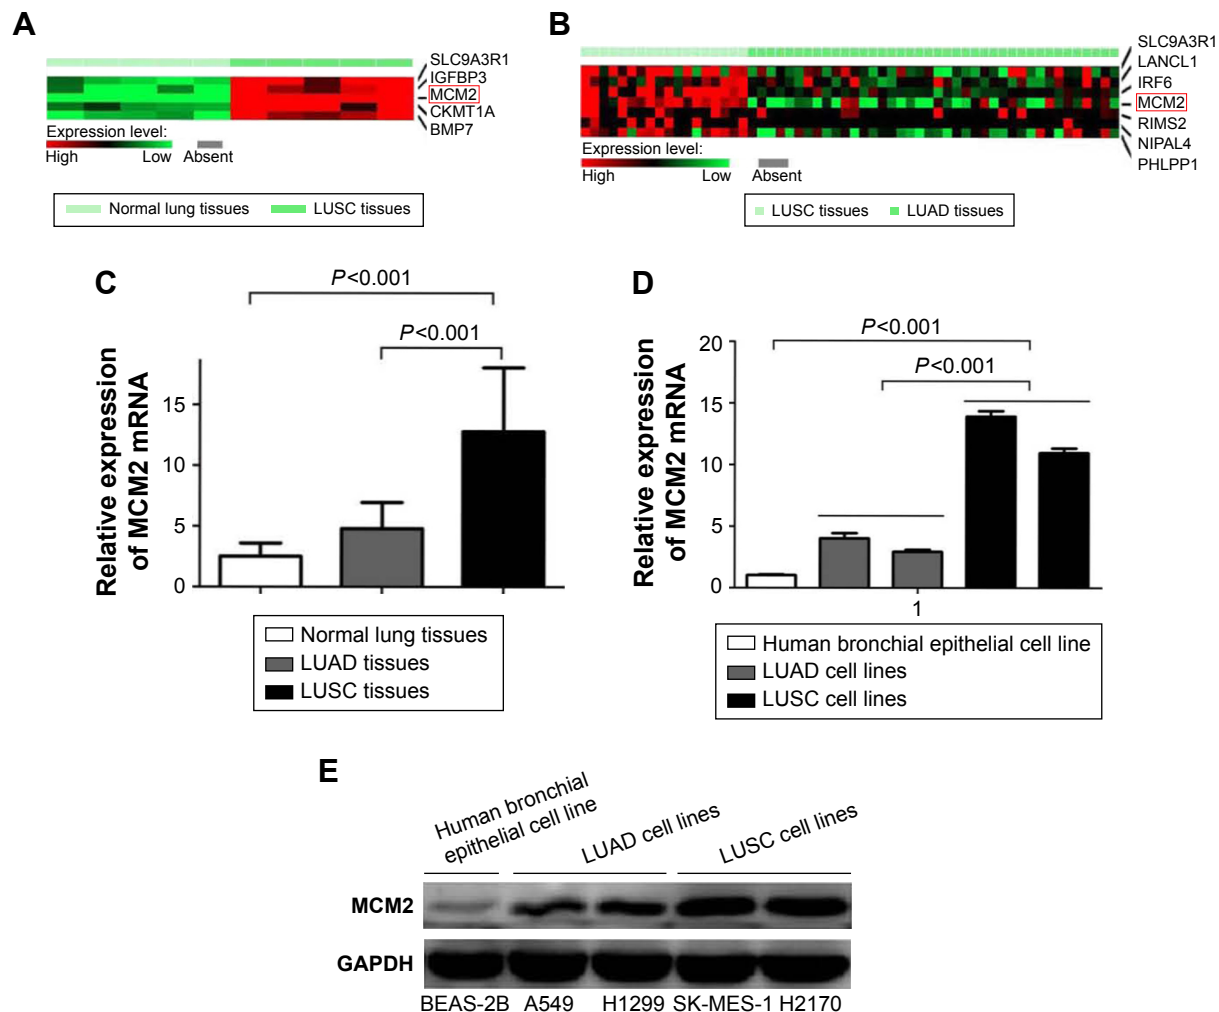 A
SLC9A3R1
IGFBP3
MCM2
CKMT1A
BMP7
Expression level:
High
Low
Absent
Normal lung tissues
LUSC tissues
B
SLC9A3R1
LANCL1
IRF6
MCM2
RIMS2
NIPAL4
PHLPP1
Expression level:
High
Low
Absent
LUSC tissues
LUAD tissues
C
P<0.001
P<0.001
Relative expression
of MCM2 mRNA
15
10
5
0
Normal lung tissues
LUAD tissues
LUSC tissues
D
P<0.001
P<0.001
Relative expression
of MCM2 mRNA
20
15
10
5
0
1
Human bronchial epithelial cell line
LUAD cell lines
LUSC cell lines
E
Human bronchial
epithelial cell line
LUAD cell lines
LUSC cell lines
MCM2
GAPDH
BEAS-2B A549 H1299 SK-MES-1 H2170